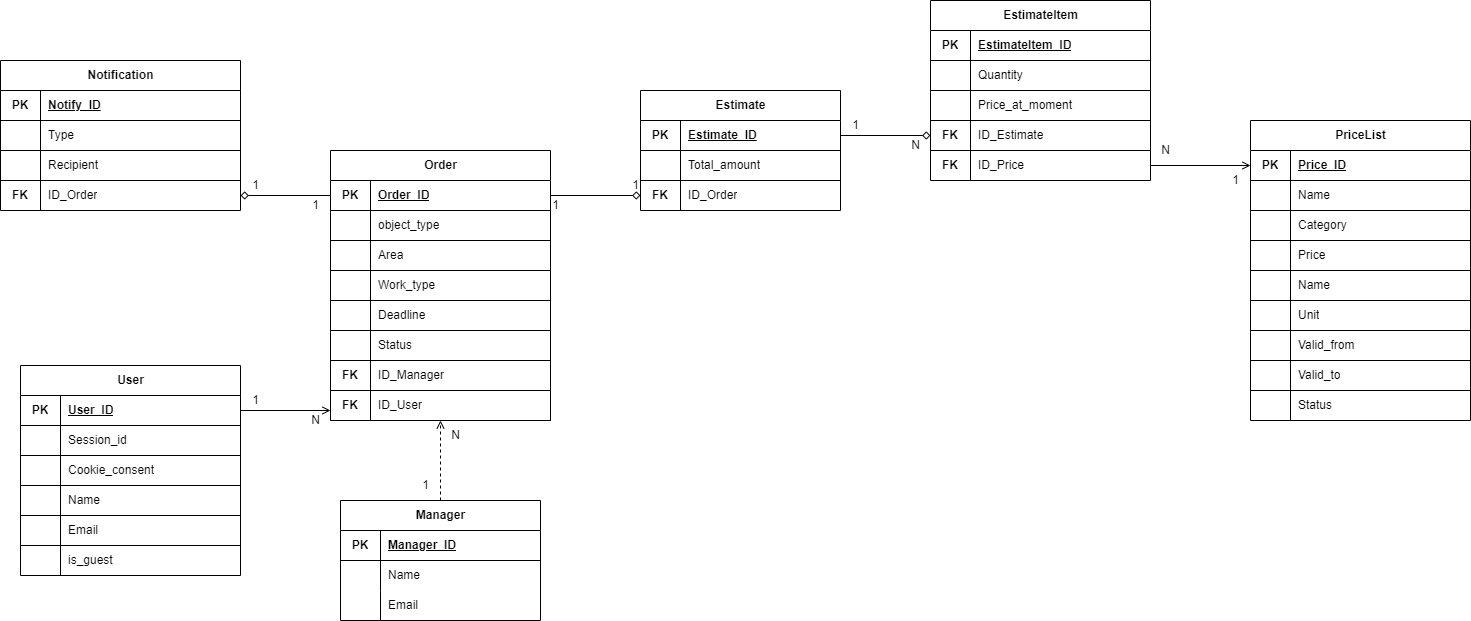 EstimateItem
PK EstimateItem_ID
Quantity
Price_at_moment
FK ID_Estimate
FK ID_Price
Notification
PK Notify_ID
Type
Recipient
FK ID_Order
Estimate
PK Estimate_ID
Total_amount
FK ID_Order
PriceList
PK Price_ID
Name
Category
Price
Name
Unit
Valid_from
Valid_to
Status
Order
PK Order_ID
object_type
Area
Work_type
Deadline
Status
FK ID_Manager
FK ID_User
User
PK User_ID
Session_id
Cookie_consent
Name
Email
is_guest
Manager
PK Manager_ID
Name
Email
1
1
1
1
1
N
N
1
1
N
N
1